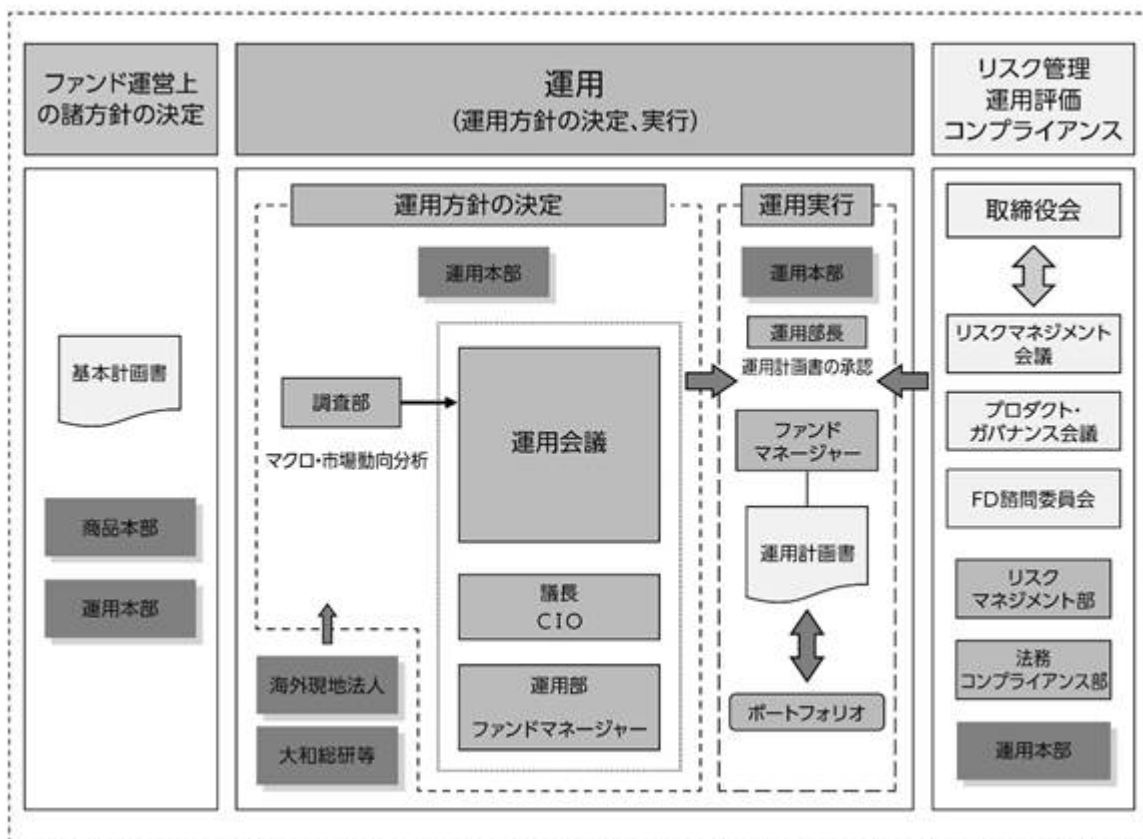 ファンド運営上
の諸方針の決定
運用
(運用方針の決定、実行)
リスク管理
運用評価
コンプライアンス
基本計画書
商品本部
運用本部
運用方針の決定
運用本部
調査部
マクロ・市場動向分析
運用会議
議長
CIO
運用部
ファンドマネージャー
海外現地法人
大和総研等
運用実行
運用本部
運用部長
運用計画書の承認
ファンド
マネージャー
運用計画書
ポートフォリオ
取締役会
リスクマネジメント
会議
プロダクト・
ガバナンス会議
FD諮問委員会
リスク
マネジメント部
法務
コンプライアンス部
運用本部